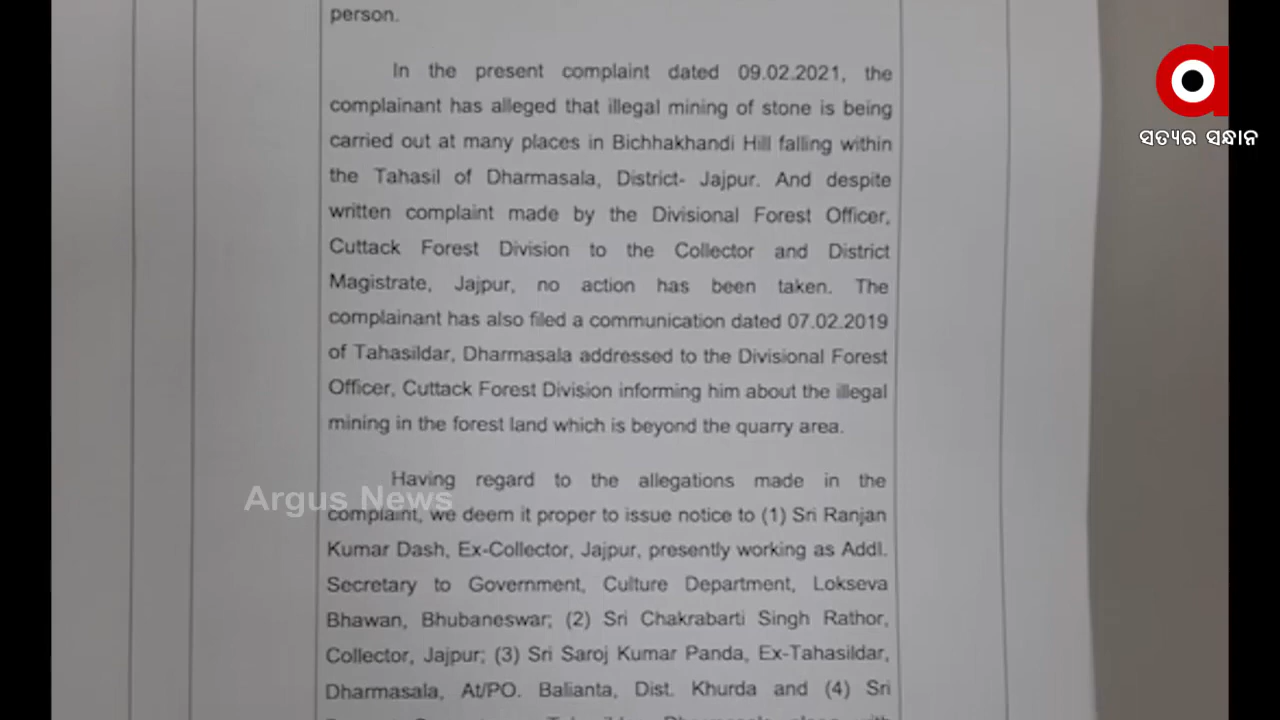 person.
In the present complaint dated 09.02.2021, the
complainant has alleged that illegal mining of stone is being
carried out at many places in Bichhakhandi Hill falling within
the Tahasil of Dharmasala, District- Jajpur. And despite
written complaint made by the Divisional Forest Officer,
Cuttack Forest Division to the Collector and District
Magistrate, Jajpur, no action has been taken. The
complainant has also filed a communication dated 07.02.2019
of Tahasildar, Dharmasala addressed to the Divisional Forest
Officer, Cuttack Forest Division informing him about the illegal
mining in the forest land which is beyond the quarry area.
Having regard to the allegations made in the
complaint, we deem it proper to issue notice to (1) Sri Ranjan
Kumar Dash, Ex-Collector, Jajpur, presently working as Addl.
Secretary to Government, Culture Department, Lokseva
Bhawan, Bhubaneswar; (2) Sri Chakrabarti Singh Rathor,
Collector, Jajpur; (3) Sri Saroj Kumar Panda, Ex-Tahasildar,
Dharmasala, At/PO. Balianta, Dist. Khurda and (4) Sri
Argus News
ସତ୍ୟର ସନ୍ଧାନ